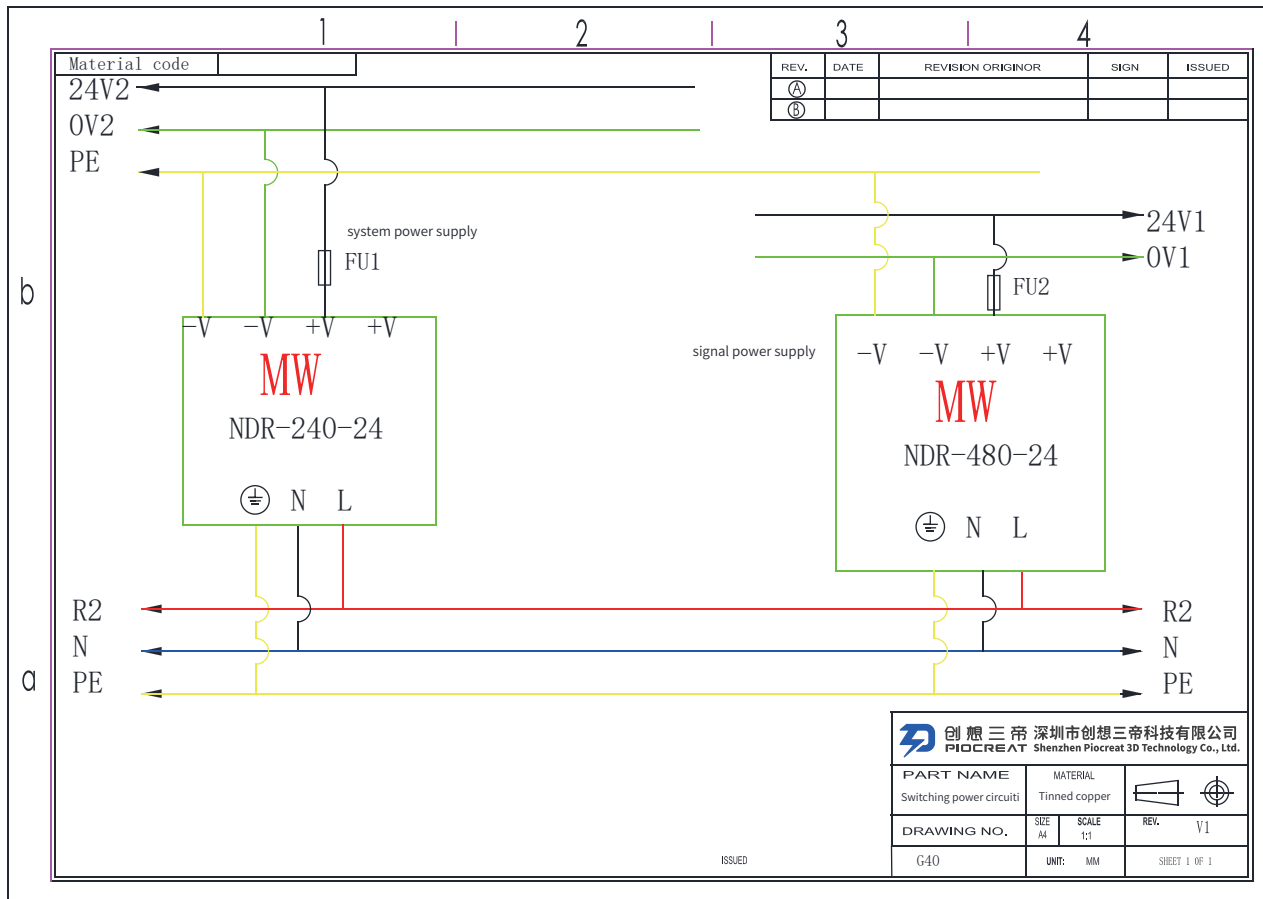 1 2 3 4
Material code
REV. DATE REVISION ORIGINOR SIGN ISSUED
A
B
24V2
0V2
PE
24V1
0V1
system power supply
FU1
FU2
b
-V -V +V +V
MW
NDR-240-24
N L
signal power supply
-V -V +V +V
MW
NDR-480-24
N L
R2 R2
N N
a
PE PE
创想三帝 深圳市创想三帝科技有限公司
PIOCREAT Shenzhen Piocreat 3D Technology Co., Ltd.
PART NAME MATERIAL
Switching power circuiti Tinned copper
DRAWING NO. SIZE SCALE REV. V1
A4 1:1
ISSUED
G40 UNIT: MM SHEET 1 OF 1